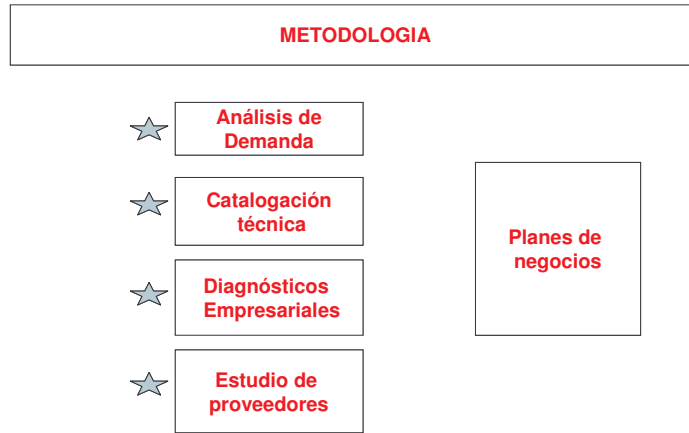 METODOLOGIA
Análisis de
Demanda
Catalogación
técnica
Diagnósticos
Empresariales
Estudio de
proveedores
Planes de
negocios